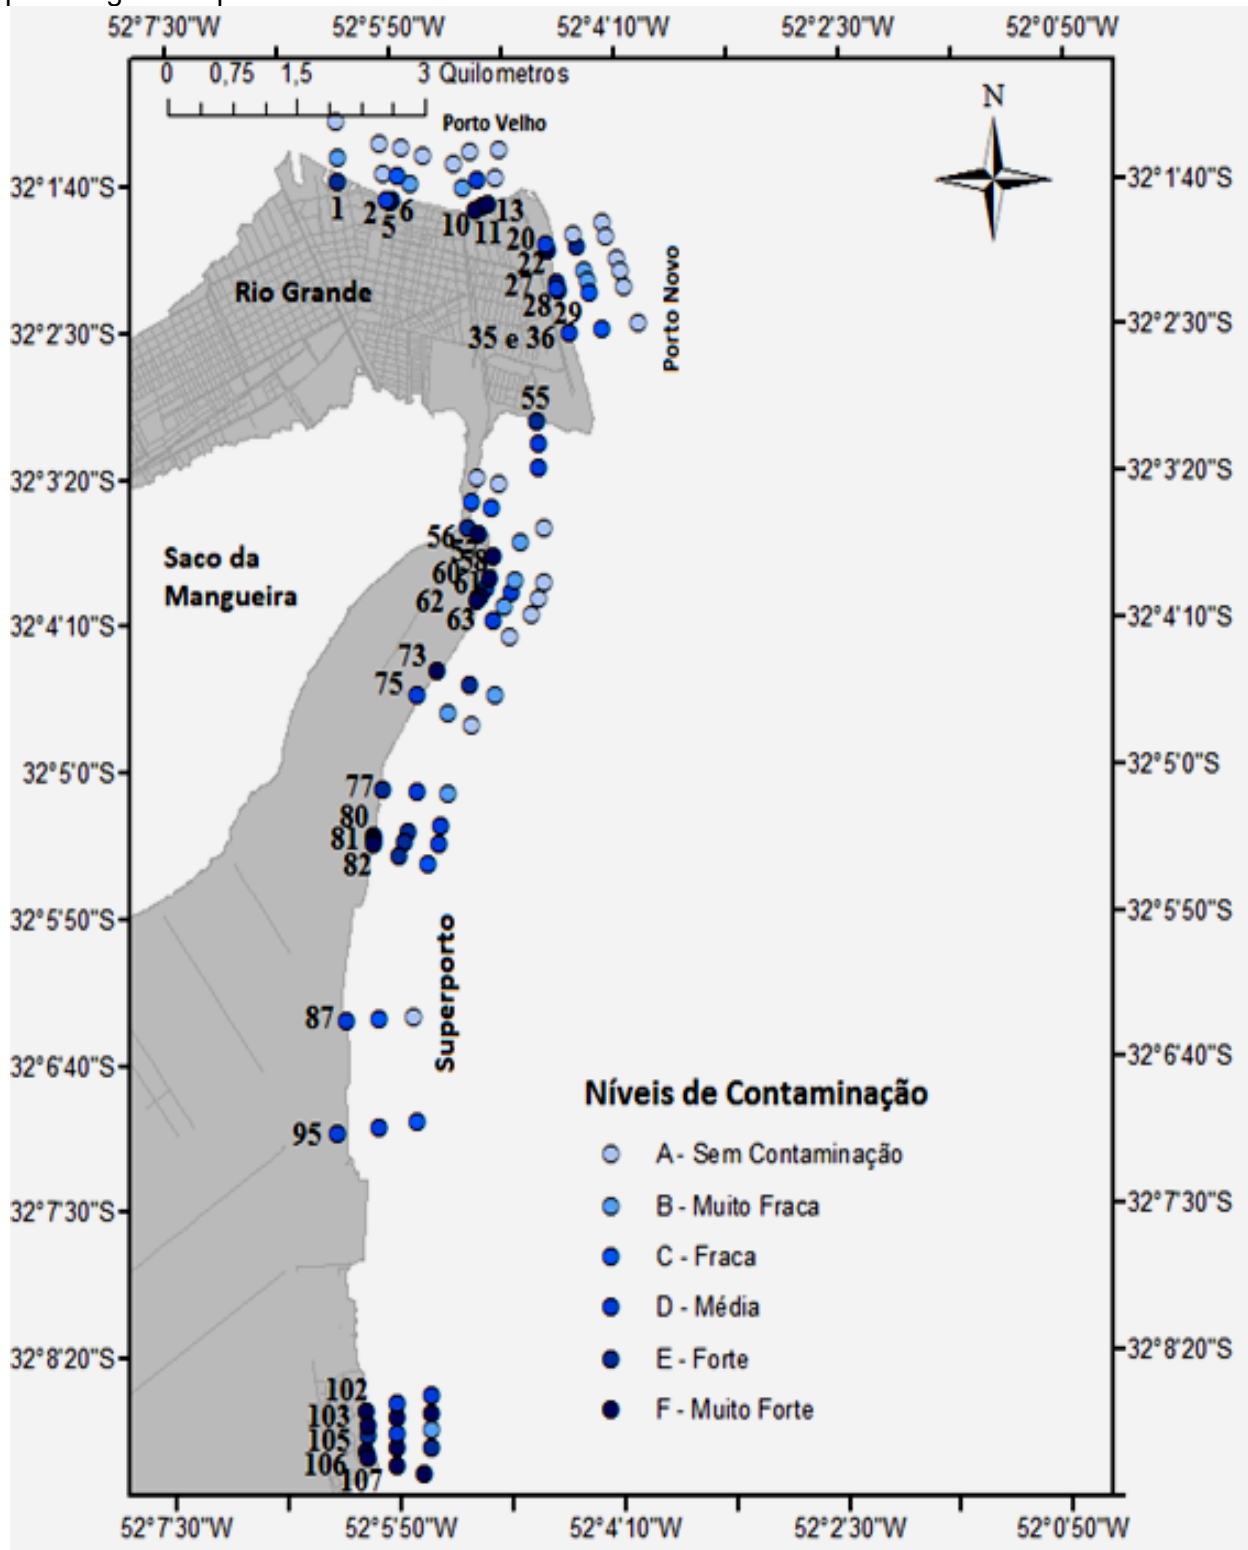 52°7'30"W 52°5'50"W 52°4'10"W 52°2'30"W 52°0'50"W
0 0,75 1,5 3 Quilometros
Porto Velho
N
32°1'40"S
32°1'40"S
1
2
5
6
10
11
13
20
22
27
28
29
35 e 36
Rio Grande
Porto Novo
32°2'30"S
32°2'30"S
55
32°3'20"S
32°3'20"S
Saco da
Mangueira
56
58
60
61
62
63
32°4'10"S
32°4'10"S
73
75
32°5'0"S
32°5'0"S
77
80
81
82
32°5'50"S
32°5'50"S
Superporto
87
32°6'40"S
32°6'40"S
95
Níveis de Contaminação
A - Sem Contaminação
B - Muito Fraca
C - Fraca
D - Média
E - Forte
F - Muito Forte
32°7'30"S
32°7'30"S
32°8'20"S
32°8'20"S
102
103
105
106
107
52°7'30"W 52°5'50"W 52°4'10"W 52°2'30"W 52°0'50"W